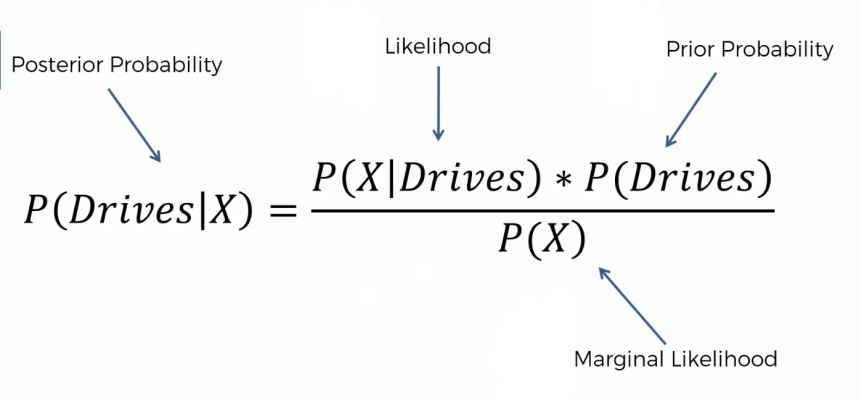 Likelihood
Prior Probability
Posterior Probability
P(X|Drives) * P(Drives)
P(Drives|X) =
P(X)
Marginal Likelihood